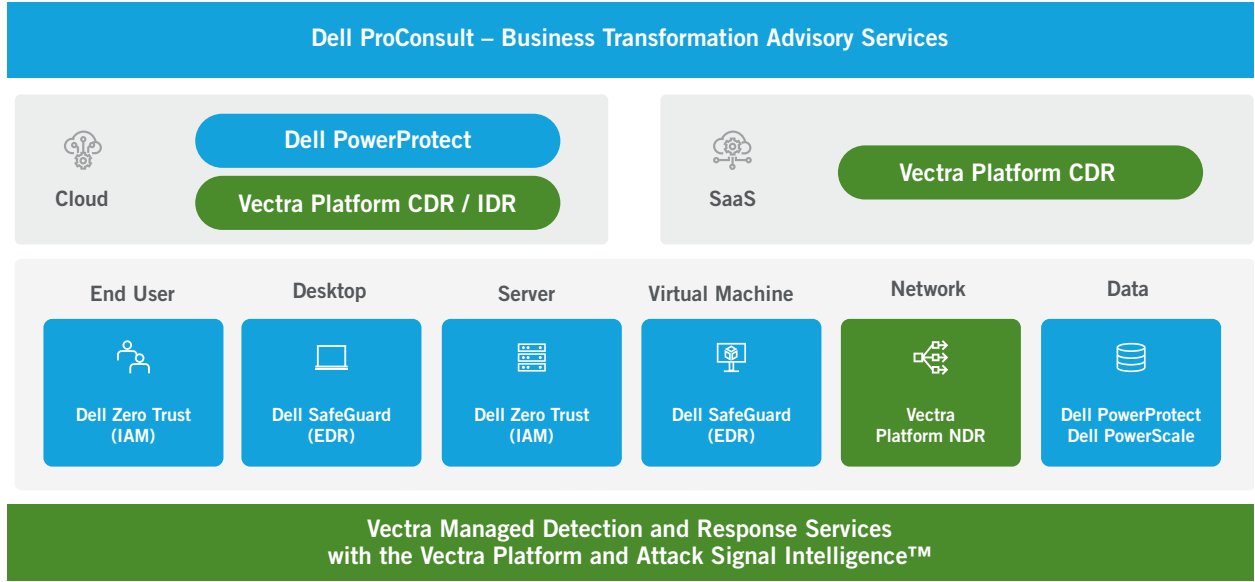 Dell ProConsult – Business Transformation Advisory Services
Cloud
Dell PowerProtect
Vectra Platform CDR / IDR
SaaS
Vectra Platform CDR
End User
Dell Zero Trust
(IAM)
Desktop
Dell SafeGuard
(EDR)
Server
Dell Zero Trust
(IAM)
Virtual Machine
Dell SafeGuard
(EDR)
Network
Vectra
Platform NDR
Data
Dell PowerProtect
Dell PowerScale
Vectra Managed Detection and Response Services
with the Vectra Platform and Attack Signal Intelligence™